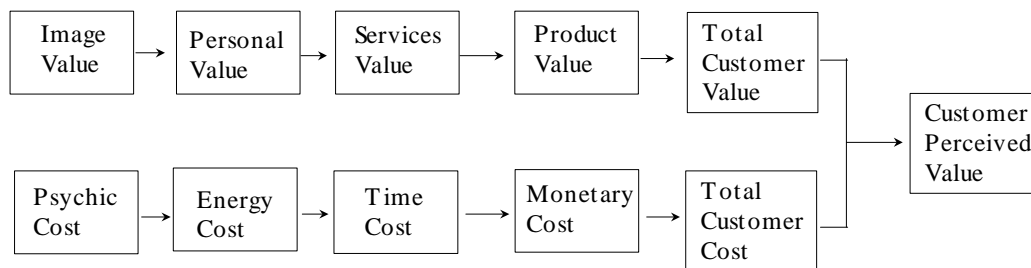 Image
Value
Personal
Value
Services
Value
Product
Value
Total
Customer
Value
Customer
Perceived
Value
Psychic
Cost
Energy
Cost
Time
Cost
Monetary
Cost
Total
Customer
Cost